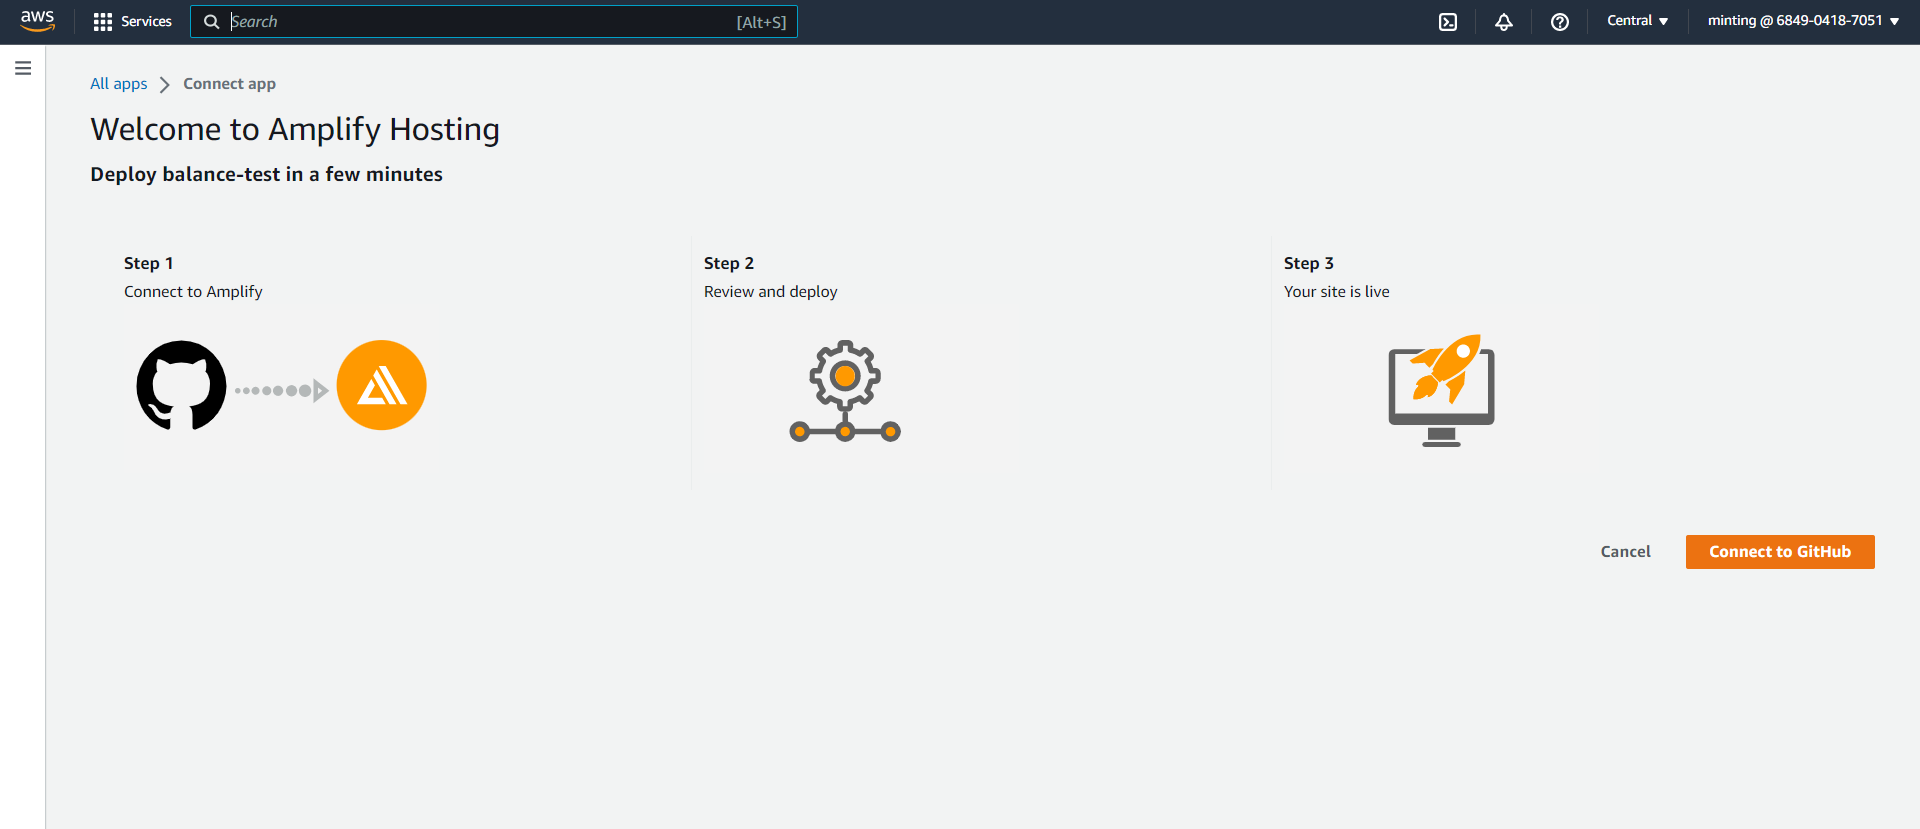 aws
Services
Search
[Alt+S]
Central
minting @ 6849-0418-7051
All apps
Connect app
Welcome to Amplify Hosting
Deploy balance-test in a few minutes
Step 1
Connect to Amplify
Step 2
Review and deploy
Step 3
Your site is live
Cancel
Connect to GitHub